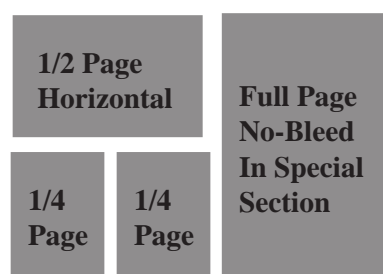 1/2 Page
Horizontal
1/4
Page
1/4
Page
Full Page
No-Bleed
In Special
Section